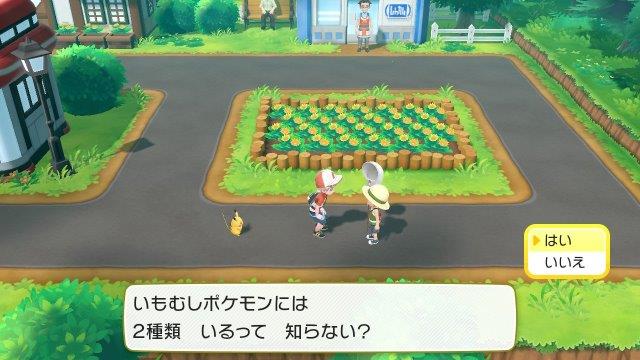 はい
いいえ
いもむしポケモンには
2種類　いるって　知らない?